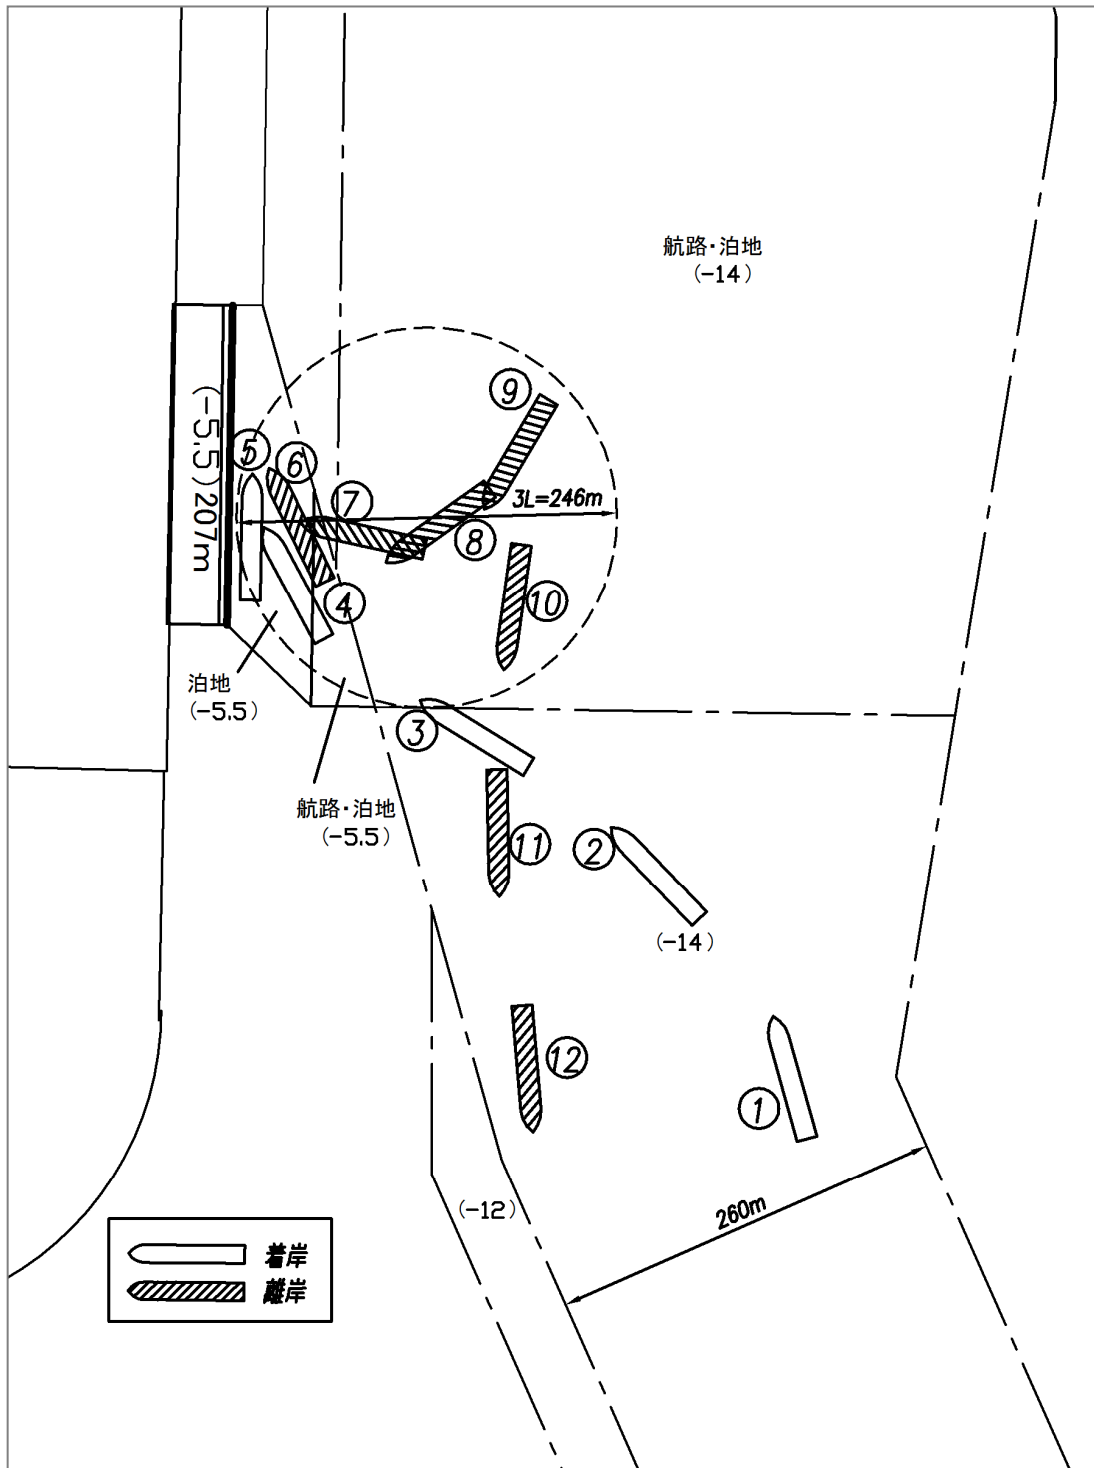 航路・泊地
(-14)
⑨
(-5.5)207m
⑤
⑥
⑦
3L=246m
⑧
④
⑩
泊地
(-5.5)
③
航路・泊地
(-5.5)
⑪
②
(-14)
⑫
①
(-12)
260m
着岸
離岸